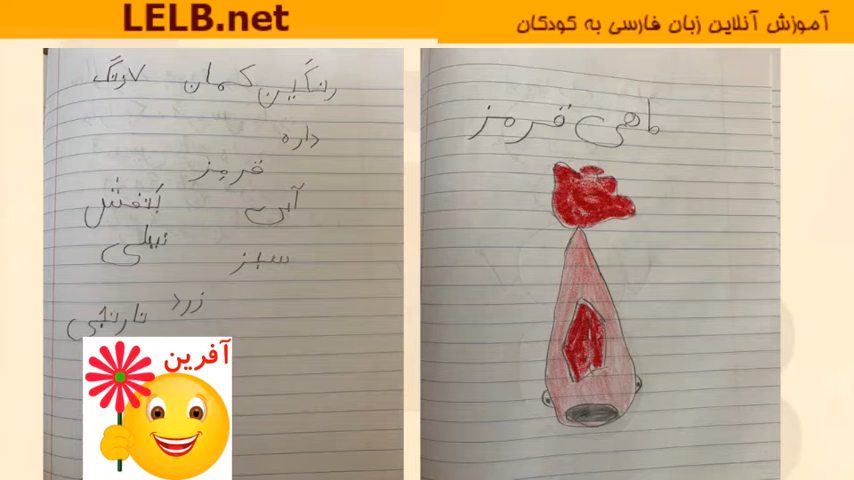 LELB.net
آموزش آنلاین زبان فارسی به کودکان
رنگین کمان ۷ رنگ
داره
قرمز
آبی بنفش
سبز نیلی
زرد نارنجی
آفرین
ماهی قرمز